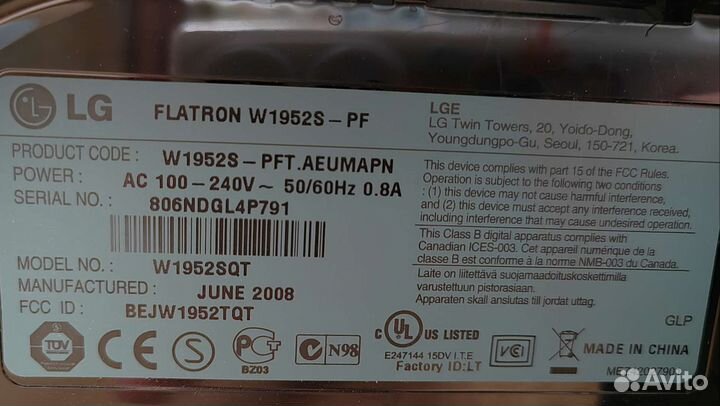 LG FLATRON W1952S-PF
LGE
LG Twin Towers, 20, Yoido-Dong,
Youngdungpo-Gu, Seoul, 150-721, Korea.
PRODUCT CODE: W1952S-PFT.AEUMAPN
POWER: AC 100-240V~ 50/60Hz 0.8A
SERIAL NO.: 806NDGL4P791
MODEL NO.: W1952SQT
MANUFACTURED: JUNE 2008
FCC ID: BEJW1952TQT
This device complies with part 15 of the FCC Rules.
Operation is subject to the following two conditions
: (1) this device may not cause harmful interference,
and (2) this device must accept any interference received,
including interference that may cause undesired operation.
This Class B digital apparatus complies with
Canadian ICES-003. Cet appareil numérique de la
classe B est conforme à la norme NMB-003 du Canada.
Laite on liitettävä suojamaadoituskoskettimilla
varustettuun pistorasiaan.
Apparaten skall anslutas till jordat uttag.
GLP
TÜV
CE
S
PCT
BZ03
C N98
C UL US LISTED
E247144 15DV I.T.E
Factory ID:LT
VCI
MADE IN CHINA
Avito